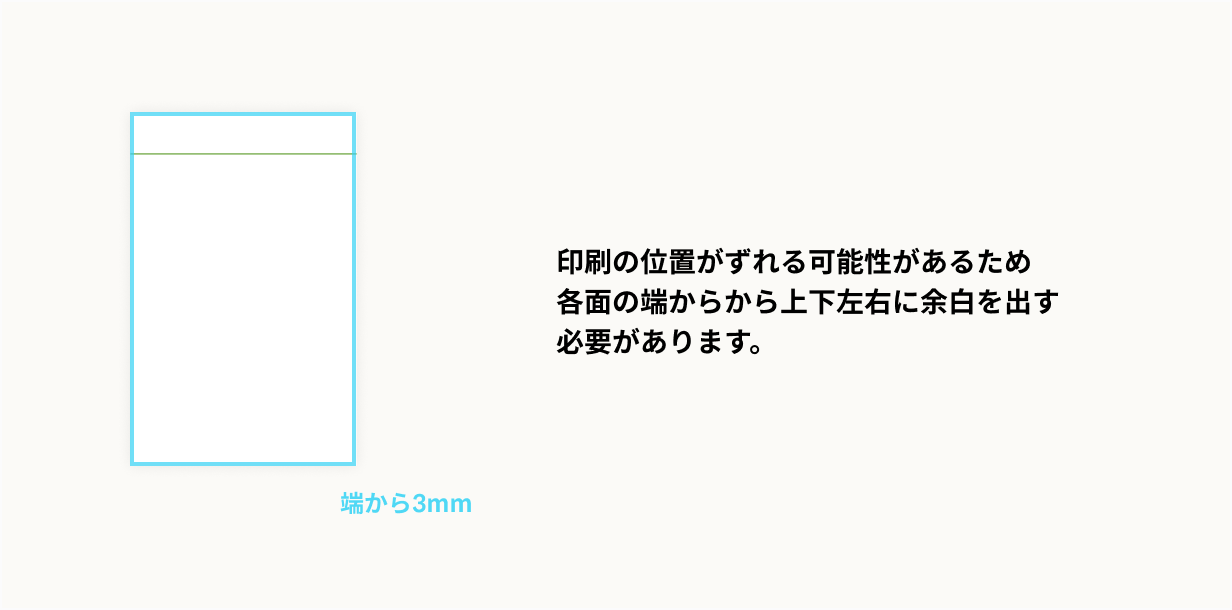 印刷の位置がずれる可能性があるため
各面の端からから上下左右に余白を出す
必要があります。
端から3mm